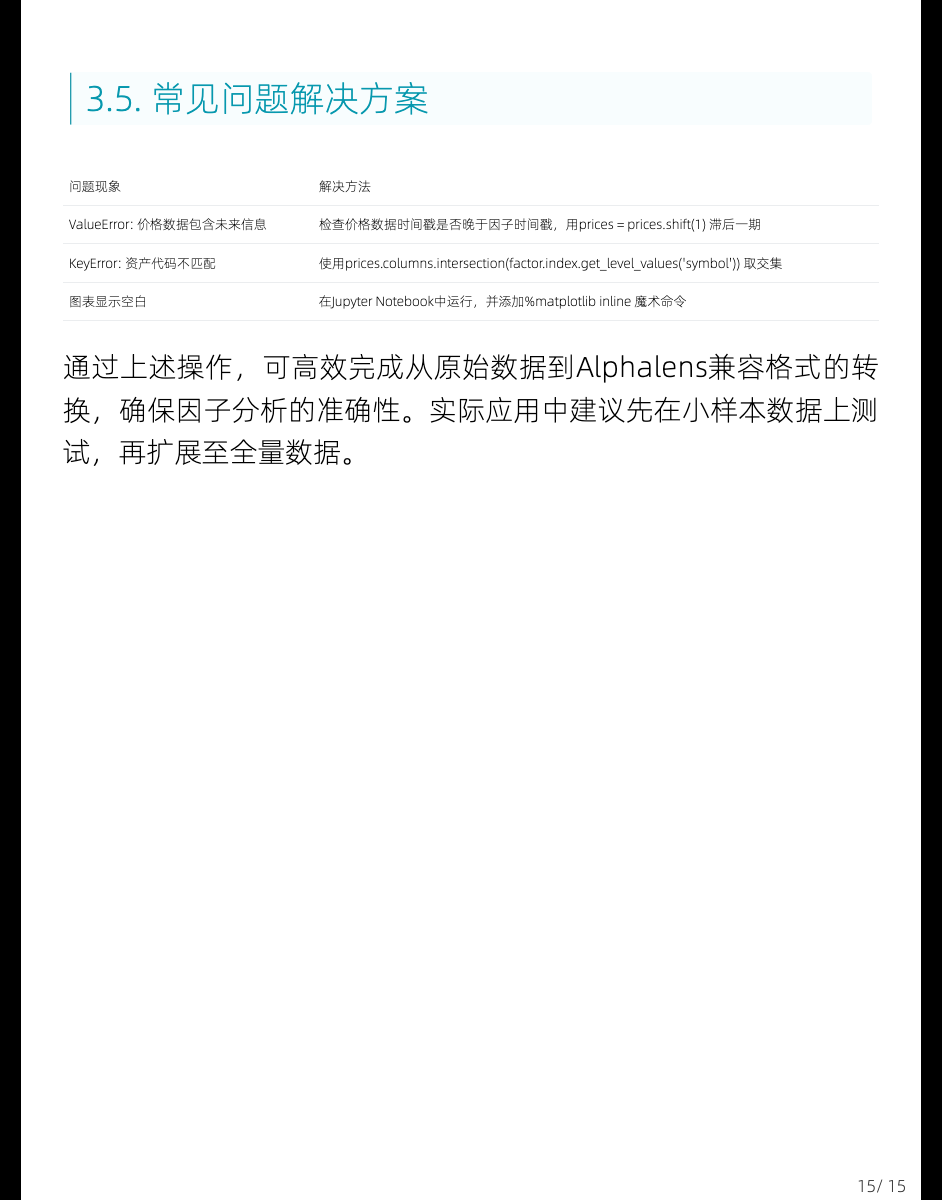 3.5. 常见问题解决方案
问题现象 解决方法
ValueError: 价格数据包含未来信息 检查价格数据时间戳是否晚于因子时间戳，用prices = prices.shift(1) 滞后一期
KeyError: 资产代码不匹配 使用prices.columns.intersection(factor.index.get_level_values('symbol')) 取交集
图表显示空白 在Jupyter Notebook中运行，并添加%matplotlib inline 魔术命令
通过上述操作，可高效完成从原始数据到Alphalens兼容格式的转
换，确保因子分析的准确性。实际应用中建议先在小样本数据上测
试，再扩展至全量数据。
15/ 15